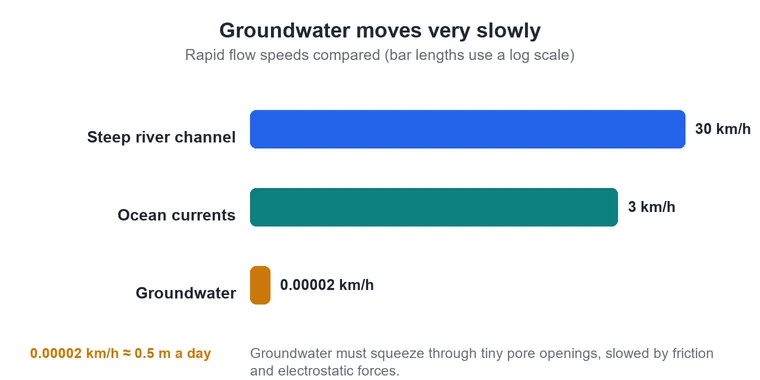 Groundwater moves very slowly
Rapid flow speeds compared (bar lengths use a log scale)
Steep river channel
30 km/h
Ocean currents
3 km/h
Groundwater
0.00002 km/h
0.00002 km/h ≈ 0.5 m a day
Groundwater must squeeze through tiny pore openings, slowed by friction
and electrostatic forces.